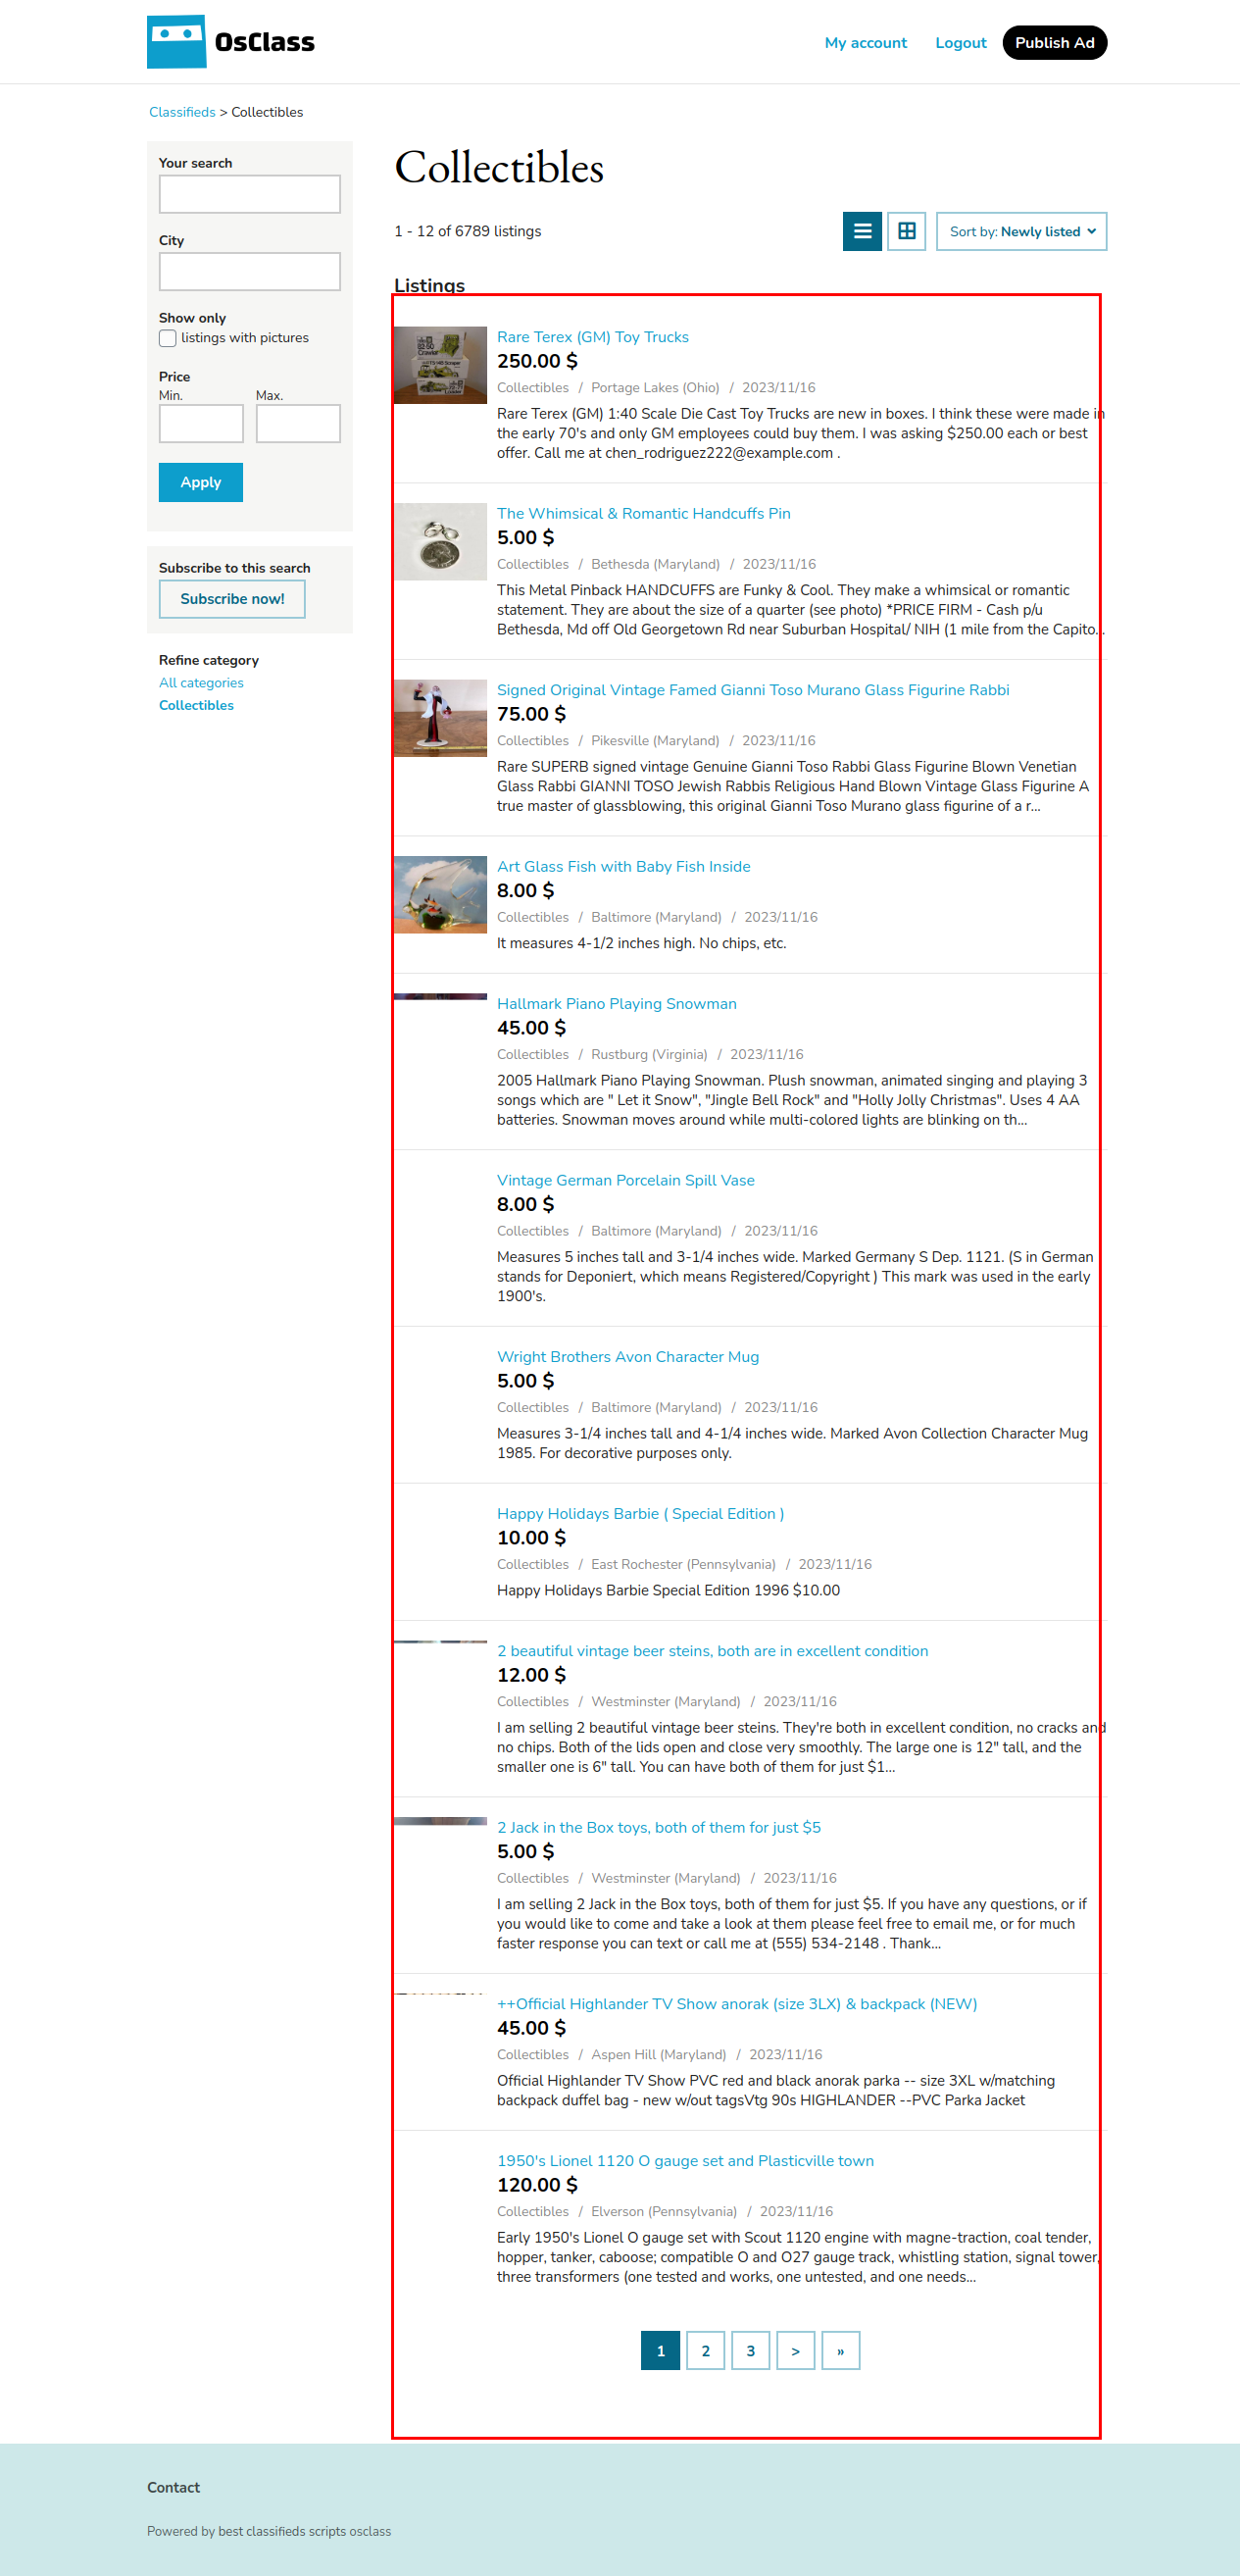 OsClass
My account
Logout
Publish Ad
Classifieds > Collectibles
Your search
City
Show only
listings with pictures
Price
Min.
Max.
Apply
Subscribe to this search
Subscribe now!
Refine category
All categories
Collectibles
Collectibles
1 - 12 of 6789 listings
Sort by: Newly listed
Listings
Rare Terex (GM) Toy Trucks
250.00 $
Collectibles / Portage Lakes (Ohio) / 2023/11/16
Rare Terex (GM) 1:40 Scale Die Cast Toy Trucks are new in boxes. I think these were made in
the early 70's and only GM employees could buy them. I was asking $250.00 each or best
offer. Call me at chen_rodriguez222@example.com .
The Whimsical & Romantic Handcuffs Pin
5.00 $
Collectibles / Bethesda (Maryland) / 2023/11/16
This Metal Pinback HANDCUFFS are Funky & Cool. They make a whimsical or romantic
statement. They are about the size of a quarter (see photo) *PRICE FIRM - Cash p/u
Bethesda, Md off Old Georgetown Rd near Suburban Hospital/ NIH (1 mile from the Capito...
Signed Original Vintage Famed Gianni Toso Murano Glass Figurine Rabbi
75.00 $
Collectibles / Pikesville (Maryland) / 2023/11/16
Rare SUPERB signed vintage Genuine Gianni Toso Rabbi Glass Figurine Blown Venetian
Glass Rabbi GIANNI TOSO Jewish Rabbis Religious Hand Blown Vintage Glass Figurine A
true master of glassblowing, this original Gianni Toso Murano glass figurine of a r...
Art Glass Fish with Baby Fish Inside
8.00 $
Collectibles / Baltimore (Maryland) / 2023/11/16
It measures 4-1/2 inches high. No chips, etc.
Hallmark Piano Playing Snowman
45.00 $
Collectibles / Rustburg (Virginia) / 2023/11/16
2005 Hallmark Piano Playing Snowman. Plush snowman, animated singing and playing 3
songs which are " Let it Snow", "Jingle Bell Rock" and "Holly Jolly Christmas". Uses 4 AA
batteries. Snowman moves around while multi-colored lights are blinking on th...
Vintage German Porcelain Spill Vase
8.00 $
Collectibles / Baltimore (Maryland) / 2023/11/16
Measures 5 inches tall and 3-1/4 inches wide. Marked Germany S Dep. 1121. (S in German
stands for Deponiert, which means Registered/Copyright ) This mark was used in the early
1900's.
Wright Brothers Avon Character Mug
5.00 $
Collectibles / Baltimore (Maryland) / 2023/11/16
Measures 3-1/4 inches tall and 4-1/4 inches wide. Marked Avon Collection Character Mug
1985. For decorative purposes only.
Happy Holidays Barbie ( Special Edition )
10.00 $
Collectibles / East Rochester (Pennsylvania) / 2023/11/16
Happy Holidays Barbie Special Edition 1996 $10.00
2 beautiful vintage beer steins, both are in excellent condition
12.00 $
Collectibles / Westminster (Maryland) / 2023/11/16
I am selling 2 beautiful vintage beer steins. They're both in excellent condition, no cracks and
no chips. Both of the lids open and close very smoothly. The large one is 12" tall, and the
smaller one is 6" tall. You can have both of them for just $1...
2 Jack in the Box toys, both of them for just $5
5.00 $
Collectibles / Westminster (Maryland) / 2023/11/16
I am selling 2 Jack in the Box toys, both of them for just $5. If you have any questions, or if
you would like to come and take a look at them please feel free to email me, or for much
faster response you can text or call me at (555) 534-2148 . Thank...
++Official Highlander TV Show anorak (size 3LX) & backpack (NEW)
45.00 $
Collectibles / Aspen Hill (Maryland) / 2023/11/16
Official Highlander TV Show PVC red and black anorak parka -- size 3XL w/matching
backpack duffel bag - new w/out tagsVtg 90s HIGHLANDER --PVC Parka Jacket
1950's Lionel 1120 O gauge set and Plasticville town
120.00 $
Collectibles / Elverson (Pennsylvania) / 2023/11/16
Early 1950's Lionel O gauge set with Scout 1120 engine with magne-traction, coal tender,
hopper, tanker, caboose; compatible O and O27 gauge track, whistling station, signal tower,
three transformers (one tested and works, one untested, and one needs...
1 2 3 > »
Contact
Powered by best classifieds scripts osclass